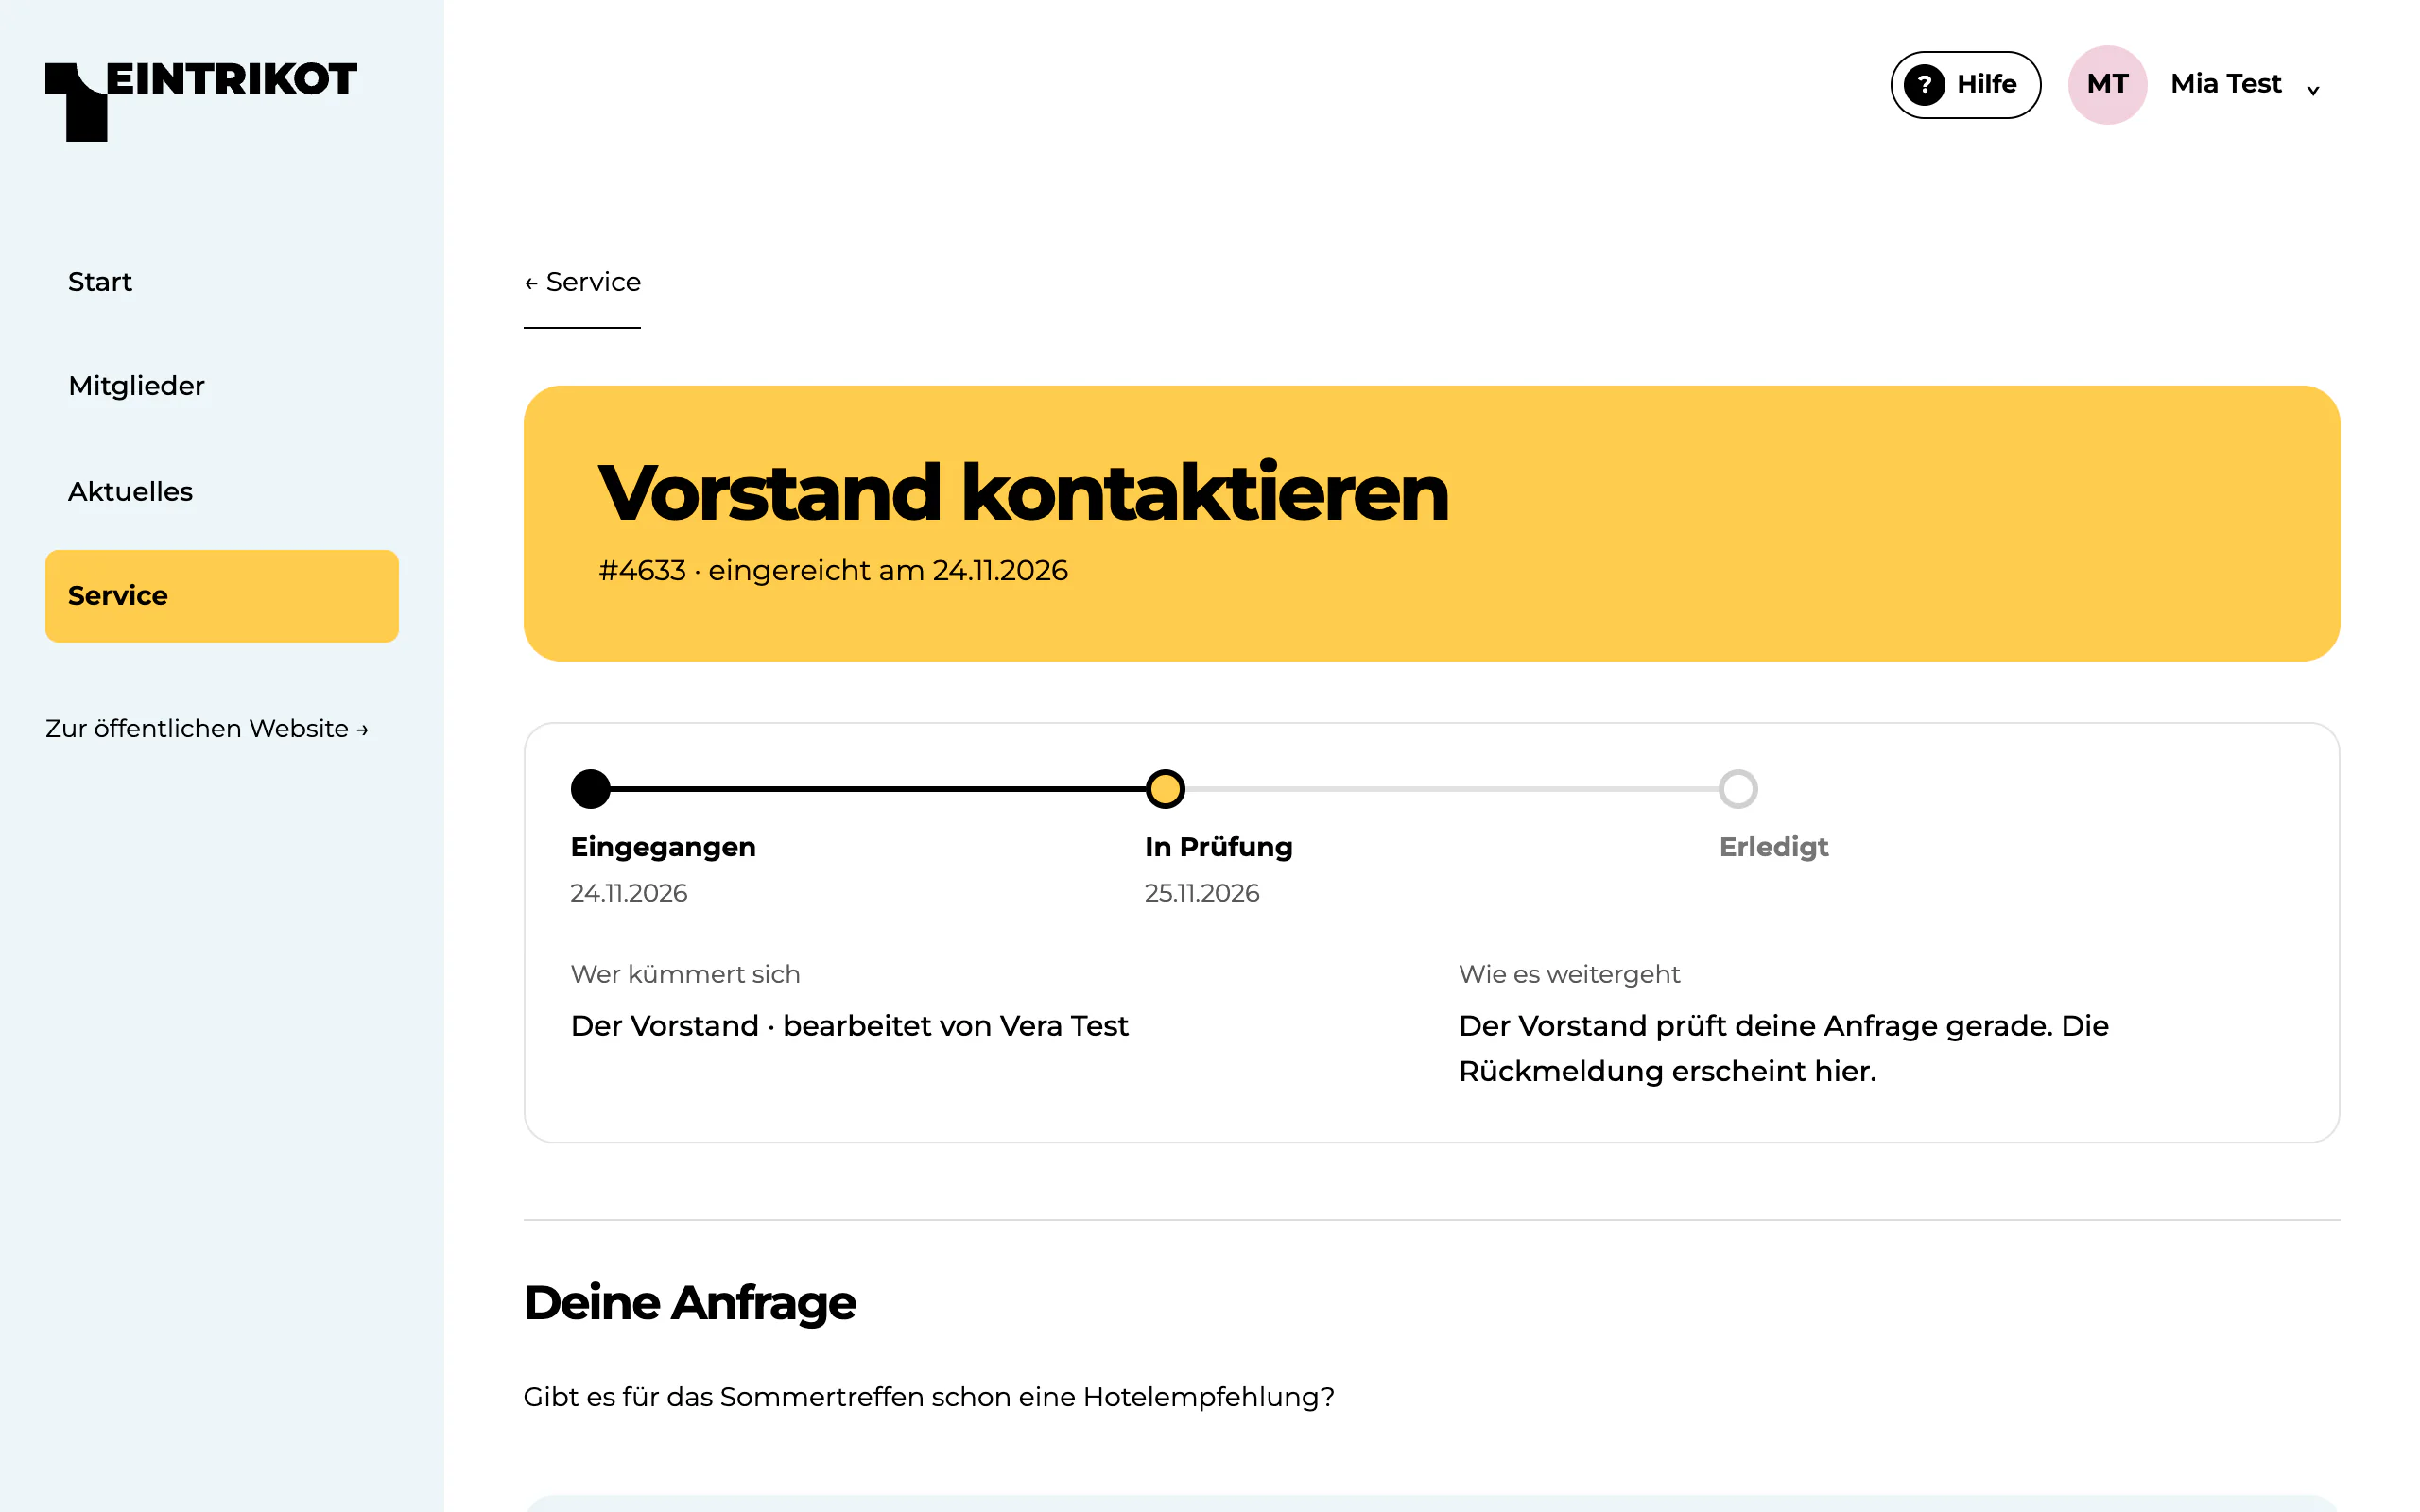 EINTRIKOT
? Hilfe
MT
Mia Test
Start
Mitglieder
Aktuelles
Service
Zur öffentlichen Website →
← Service
Vorstand kontaktieren
#4633 · eingereicht am 24.11.2026
Eingegangen
24.11.2026
In Prüfung
25.11.2026
Erledigt
Wer kümmert sich
Der Vorstand · bearbeitet von Vera Test
Wie es weitergeht
Der Vorstand prüft deine Anfrage gerade. Die
Rückmeldung erscheint hier.
Deine Anfrage
Gibt es für das Sommertreffen schon eine Hotelempfehlung?